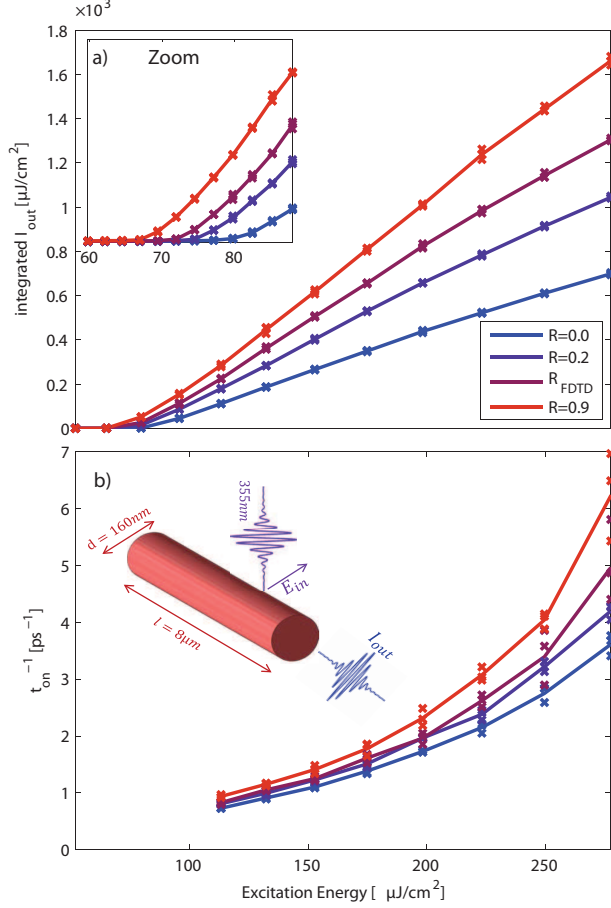 ×10³
1.8
1.6
1.4
1.2
1.0
0.8
0.6
0.4
0.2
0
integrated I_out [µJ/cm²]
a)
Zoom
60
70
80
R=0.0
R=0.2
R_FDTD
R=0.9
7
6
5
4
3
2
1
0
t_on⁻¹ [ps⁻¹]
b)
355nm
d = 160nm
E_in
l = 8µm
I_out
100
150
200
250
Excitation Energy [ µJ/cm²]